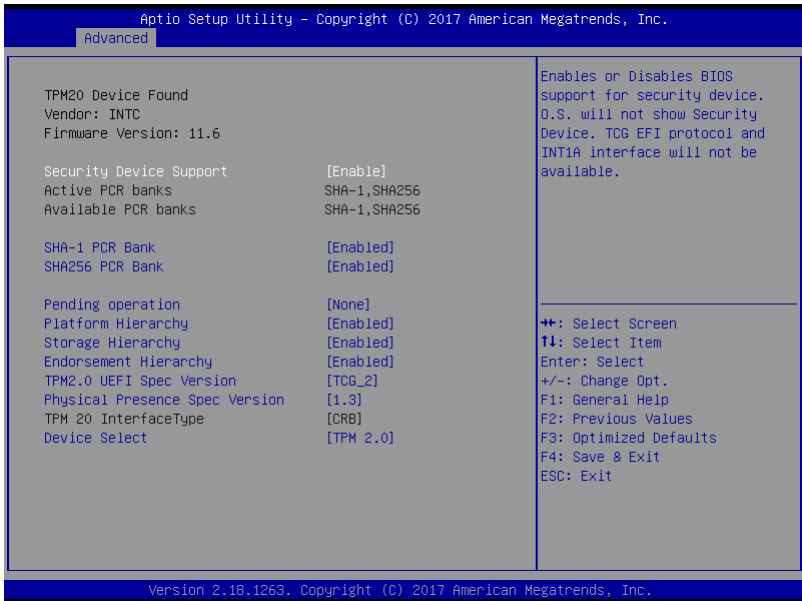 Aptio Setup Utility – Copyright (C) 2017 American Megatrends, Inc.
Advanced
TPM20 Device Found
Vendor: INTC
Firmware Version: 11.6
Security Device Support [Enable]
Active PCR banks SHA-1,SHA256
Available PCR banks SHA-1,SHA256
SHA-1 PCR Bank [Enabled]
SHA256 PCR Bank [Enabled]
Pending operation [None]
Platform Hierarchy [Enabled]
Storage Hierarchy [Enabled]
Endorsement Hierarchy [Enabled]
TPM2.0 UEFI Spec Version [TCG_2]
Physical Presence Spec Version [1.3]
TPM 20 InterfaceType [CRB]
Device Select [TPM 2.0]
Enables or Disables BIOS
support for security device.
O.S. will not show Security
Device. TCG EFI protocol and
INT1A interface will not be
available.
→←: Select Screen
↑↓: Select Item
Enter: Select
+/-: Change Opt.
F1: General Help
F2: Previous Values
F3: Optimized Defaults
F4: Save & Exit
ESC: Exit
Version 2.18.1263. Copyright (C) 2017 American Megatrends, Inc.